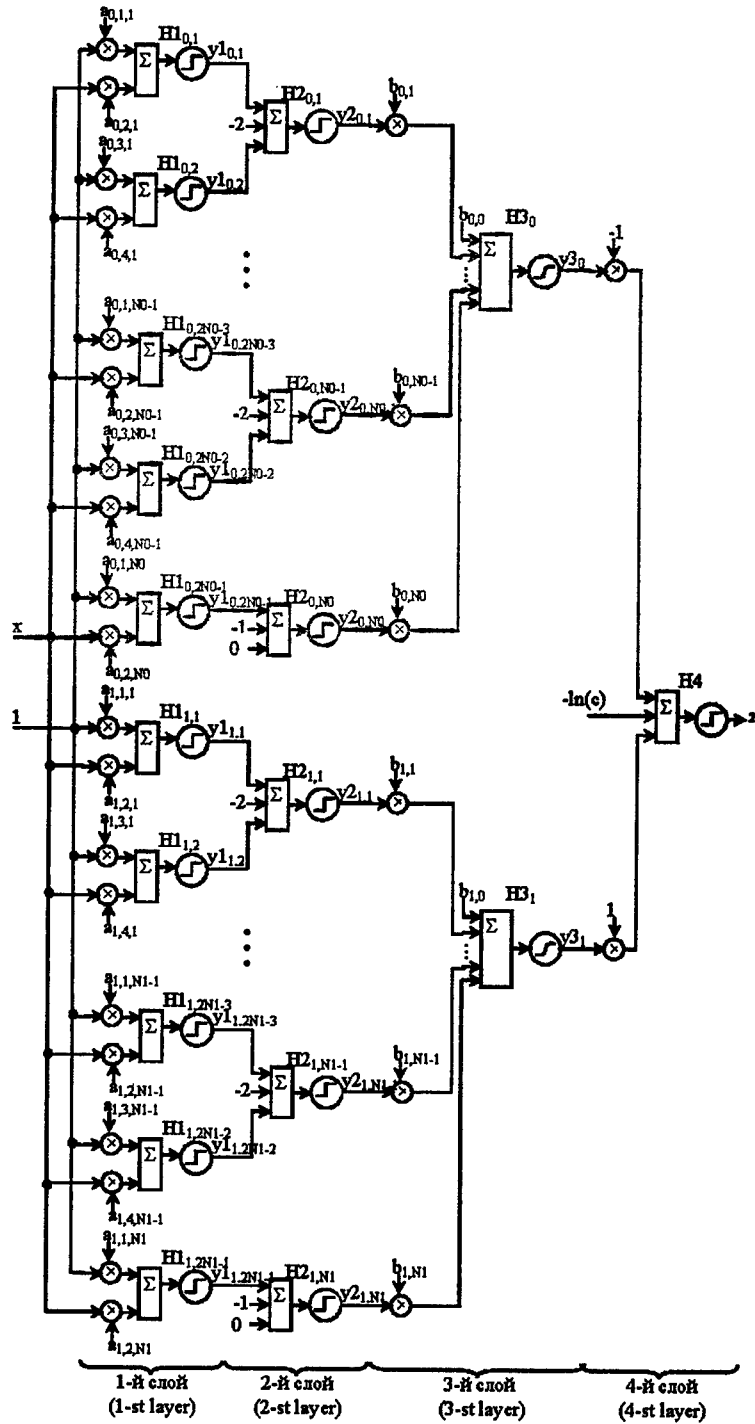 a0,1,1
H10,1
y10,1
a0,2,1
H20,1
y20,1
b0,1
-2
a0,3,1
H10,2
y10,2
a0,4,1
b0,0
H30
y30
-1
a0,1,N0-1
H10,2N0-3
y10,2N0-3
a0,2,N0-1
H20,N0-1
y20,N0-1
b0,N0-1
-2
a0,3,N0-1
H10,2N0-2
y10,2N0-2
a0,4,N0-1
a0,1,N0
H10,2N0-1
y10,2N0-1
H20,N0
y20,N0
b0,N0
-1
0
x
a0,2,N0
a1,1,1
H4
-ln(c)
z
1
H11,1
y11,1
a1,2,1
H21,1
y21,1
b1,1
-2
a1,3,1
H11,2
y11,2
a1,4,1
b1,0
H31
y31
1
a1,1,N1-1
H11,2N1-3
y11,2N1-3
a1,2,N1-1
H21,N1-1
y21,N1-1
b1,N1-1
-2
a1,3,N1-1
H11,2N1-2
y11,2N1-2
a1,4,N1-1
a1,1,N1
H11,2N1-1
y11,2N1-1
H21,N1
y21,N1
b1,N1
-1
0
a1,2,N1
1-й слой 2-й слой 3-й слой 4-й слой
(1-st layer) (2-st layer) (3-st layer) (4-st layer)